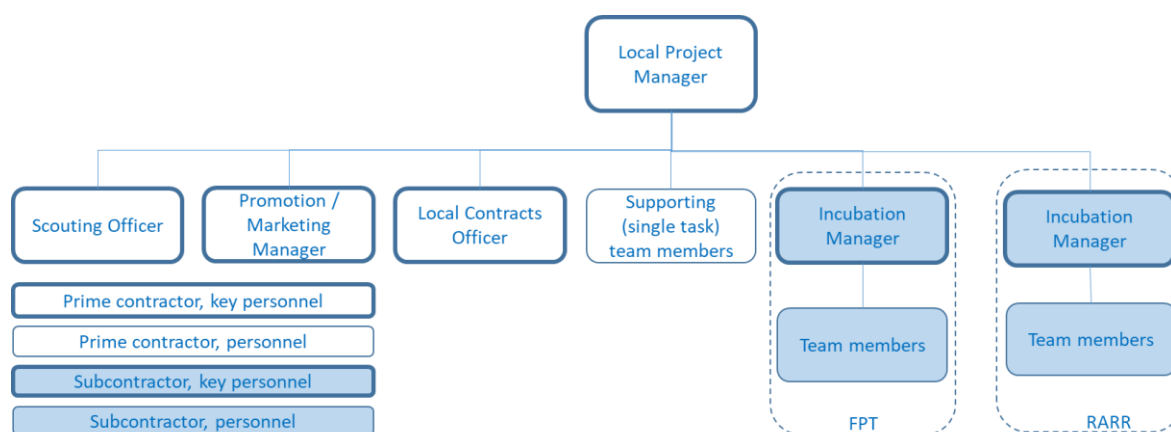 Local Project
Manager
Scouting Officer
Promotion /
Marketing
Manager
Local Contracts
Officer
Supporting
(single task)
team members
Incubation
Manager
Incubation
Manager
Prime contractor, key personnel
Prime contractor, personnel
Subcontractor, key personnel
Subcontractor, personnel
Team members
Team members
FPT
RARR